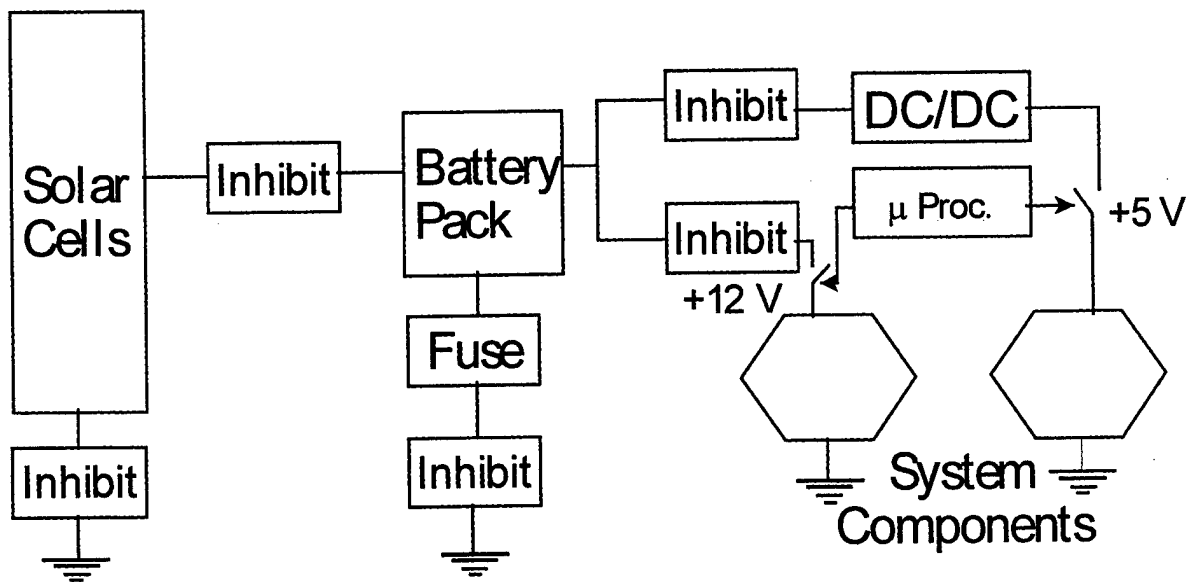 Solar
Cells
Inhibit
Inhibit
Battery
Pack
Fuse
Inhibit
Inhibit
DC/DC
μ Proc.
+5 V
Inhibit
+12 V
System
Components